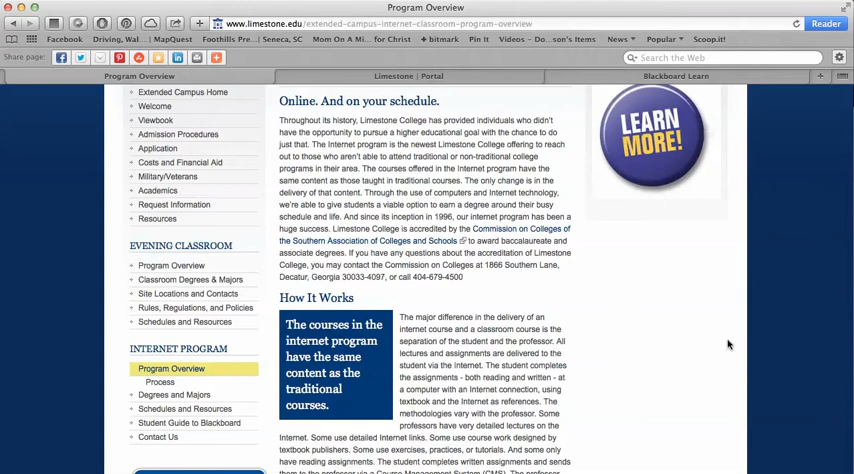 Program Overview
www.limestone.edu/extended-campus-internet-classroom-program-overview
Reader
Facebook Driving, Wal... | MapQuest Foothills Pre...| Seneca, SC Mom On A Mi... for Christ + bitmark Pin It Videos – Do...son's Items News Popular Scoop.it!
Share page:
Search the Web
Program Overview
Limestone | Portal
Blackboard Learn
Extended Campus Home
Welcome
Viewbook
Admission Procedures
Application
Costs and Financial Aid
Military/Veterans
Academics
Request Information
Resources
EVENING CLASSROOM
Program Overview
Classroom Degrees & Majors
Site Locations and Contacts
Rules, Regulations, and Policies
Schedules and Resources
INTERNET PROGRAM
Program Overview
Process
Degrees and Majors
Schedules and Resources
Student Guide to Blackboard
Contact Us
Online. And on your schedule.
Throughout its history, Limestone College has provided individuals who didn't
have the opportunity to pursue a higher educational goal with the chance to do
just that. The Internet program is the newest Limestone College offering to reach
out to those who aren't able to attend traditional or non-traditional college
programs in their area. The courses offered in the Internet program have the
same content as those taught in traditional courses. The only change is in the
delivery of that content. Through the use of computers and Internet technology,
we're able to give students a viable option to earn a degree around their busy
schedule and life. And since its inception in 1996, our internet program has been a
huge success. Limestone College is accredited by the Commission on Colleges of
the Southern Association of Colleges and Schools to award baccalaureate and
associate degrees. If you have any questions about the accreditation of Limestone
College, you may contact the Commission on Colleges at 1866 Southern Lane,
Decatur, Georgia 30033-4097, or call 404-679-4500
How It Works
The courses in the
internet program
have the same
content as the
traditional
courses.
The major difference in the delivery of an
internet course and a classroom course is the
separation of the student and the professor. All
lectures and assignments are delivered to the
student via the Internet. The student completes
the assignments - both reading and written - at
a computer with an Internet connection, using
textbook and the Internet as references. The
methodologies vary with the professor. Some
professors have very detailed lectures on the
Internet. Some use detailed Internet links. Some use course work designed by
textbook publishers. Some use exercises, practices, or tutorials. And some only
have reading assignments. The student completes written assignments and sends
them to the professor via a Course Management System (CMS). The professor
LEARN
MORE!